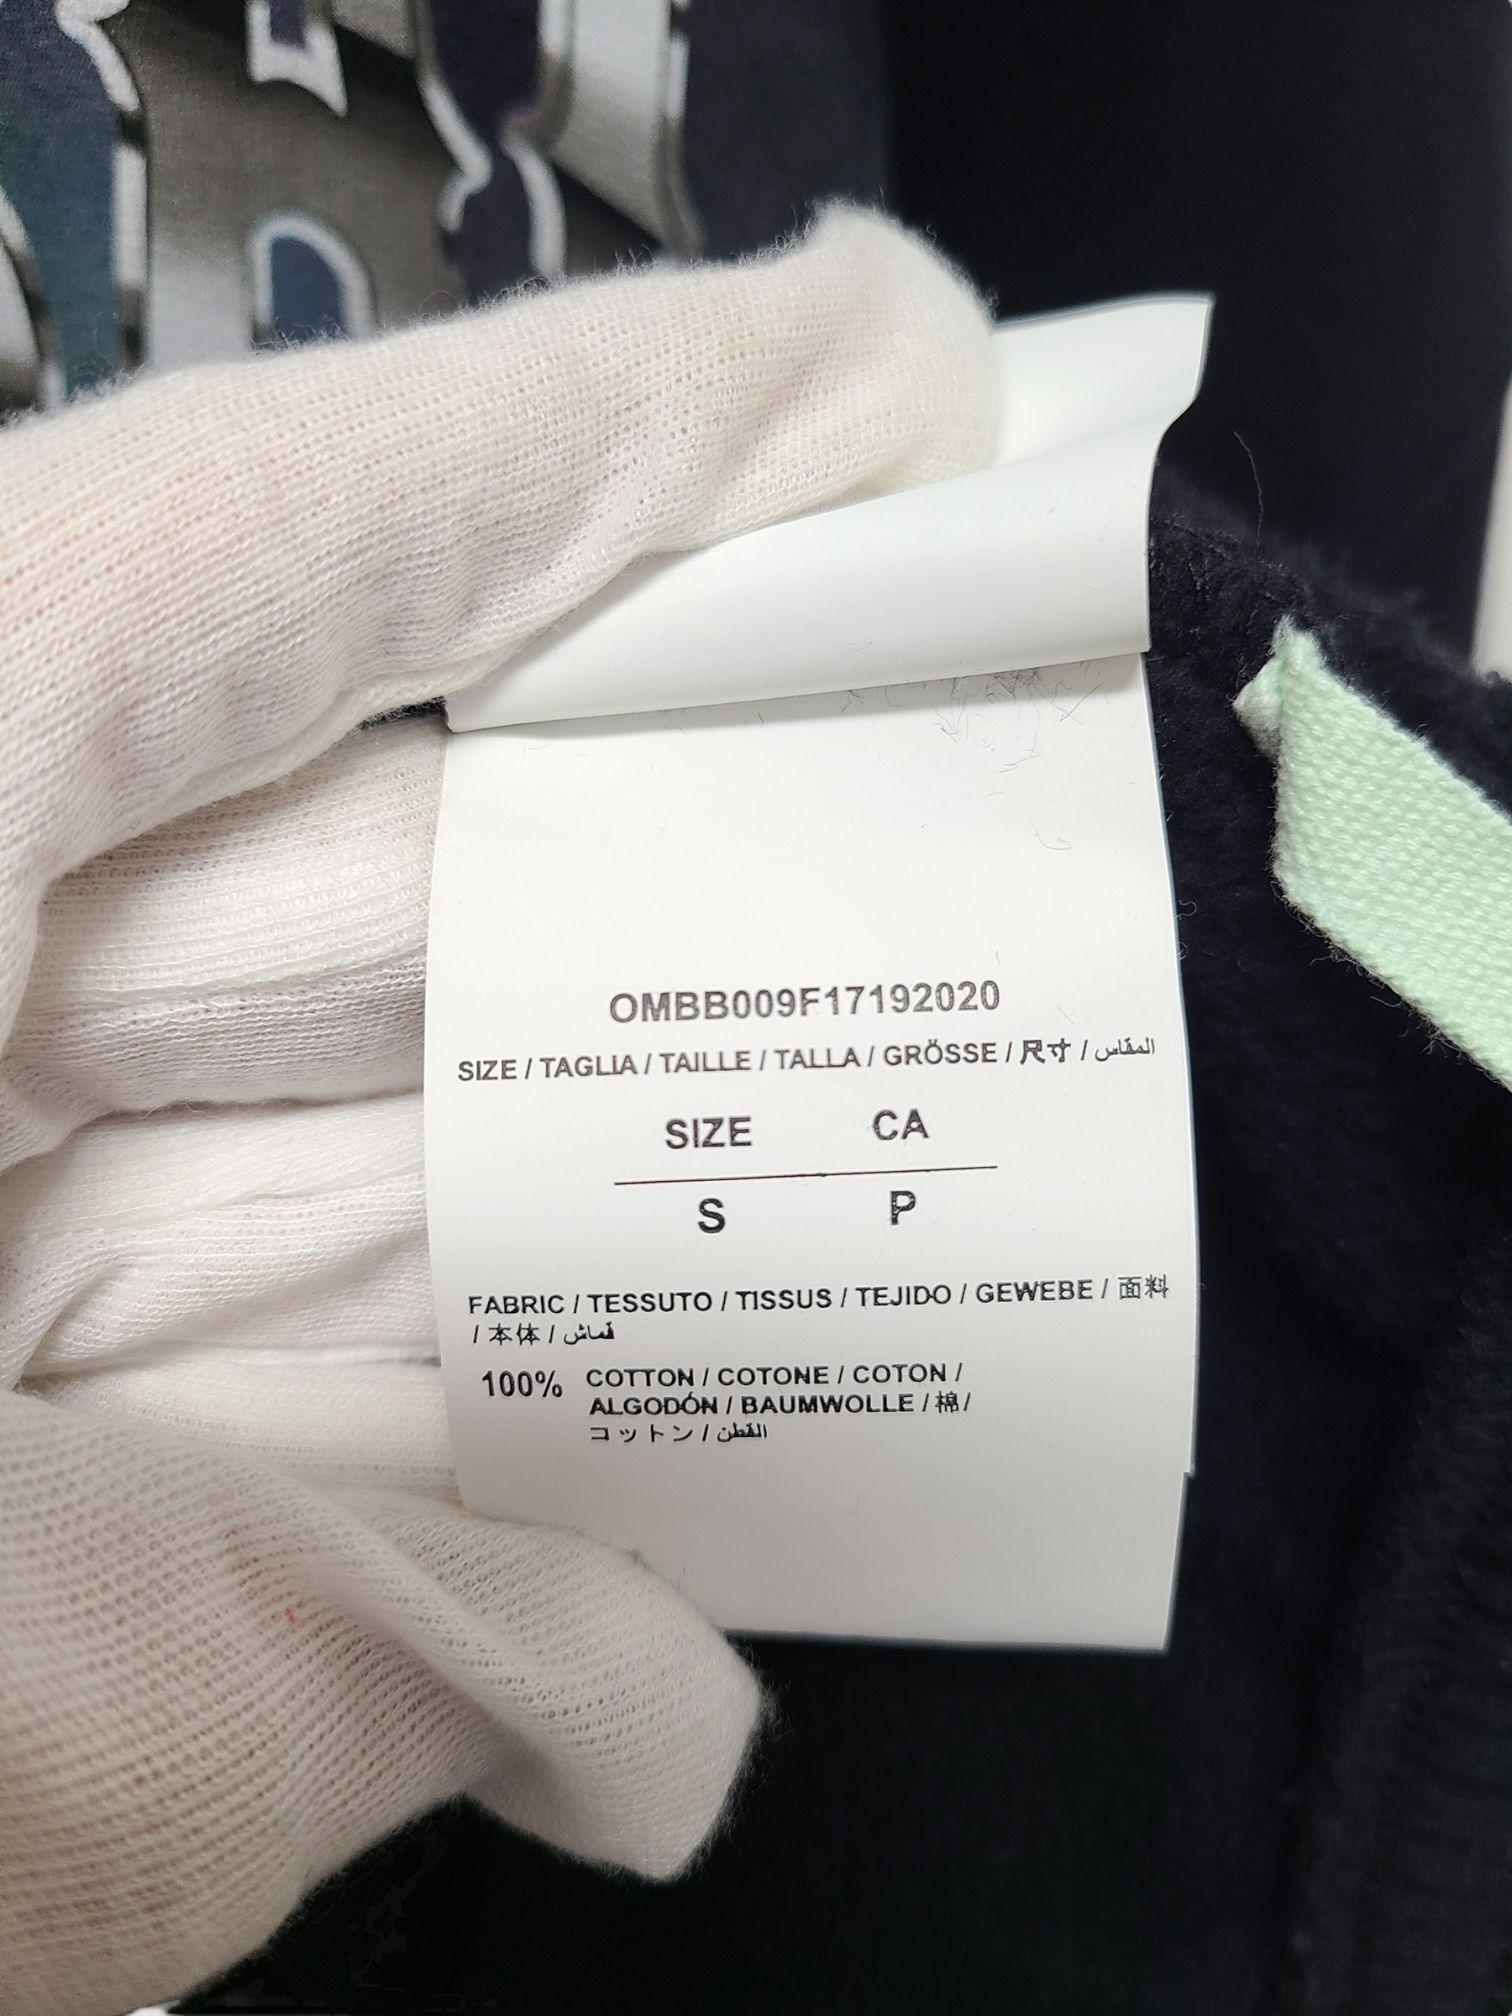 OMBB009F17192020
SIZE / TAGLIA / TAILLE / TALLA / GRÖSSE / 尺寸 / المقاس
SIZE CA
S P
FABRIC / TESSUTO / TISSUS / TEJIDO / GEWEBE / 面料
/ 本体 / قماش
100% COTTON / COTONE / COTON /
ALGODÓN / BAUMWOLLE / 棉 /
コットン / القطن